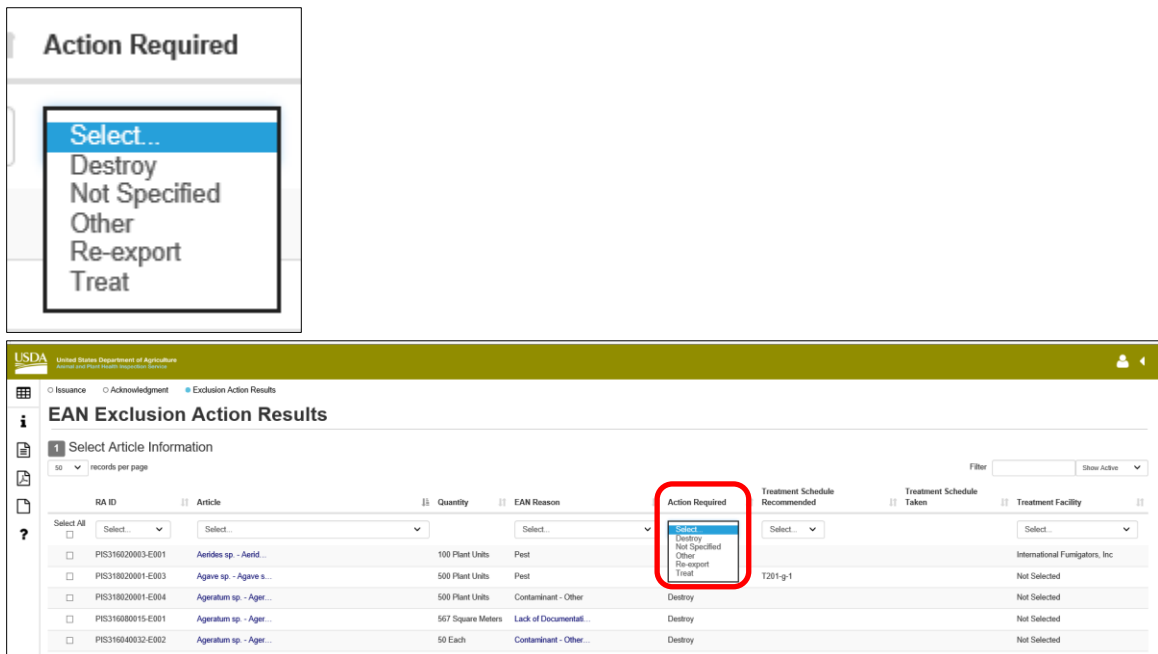 Action Required
Select...
Destroy
Not Specified
Other
Re-export
Treat
USDA United States Department of Agriculture
Animal and Plant Health Inspection Service
Issuance Acknowledgment Exclusion Action Results
EAN Exclusion Action Results
1 Select Article Information
50 records per page Filter Show Active
RA ID Article Quantity EAN Reason Action Required Treatment Schedule Recommended Treatment Schedule Taken Treatment Facility
Select All Select... Select... Select... Select... Select... Select...
Destroy
Not Specified
Other
Re-export
Treat
PIS316020003-E001 Aerides sp. - Aerid... 100 Plant Units Pest International Fumigators, Inc
PIS318020001-E003 Agave sp. - Agave s... 500 Plant Units Pest T201-g-1 Not Selected
PIS318020001-E004 Ageratum sp. - Ager... 500 Plant Units Contaminant - Other Destroy Not Selected
PIS316080015-E001 Ageratum sp. - Ager... 567 Square Meters Lack of Documentati... Destroy Not Selected
PIS316040032-E002 Ageratum sp. - Ager... 50 Each Contaminant - Other... Destroy Not Selected